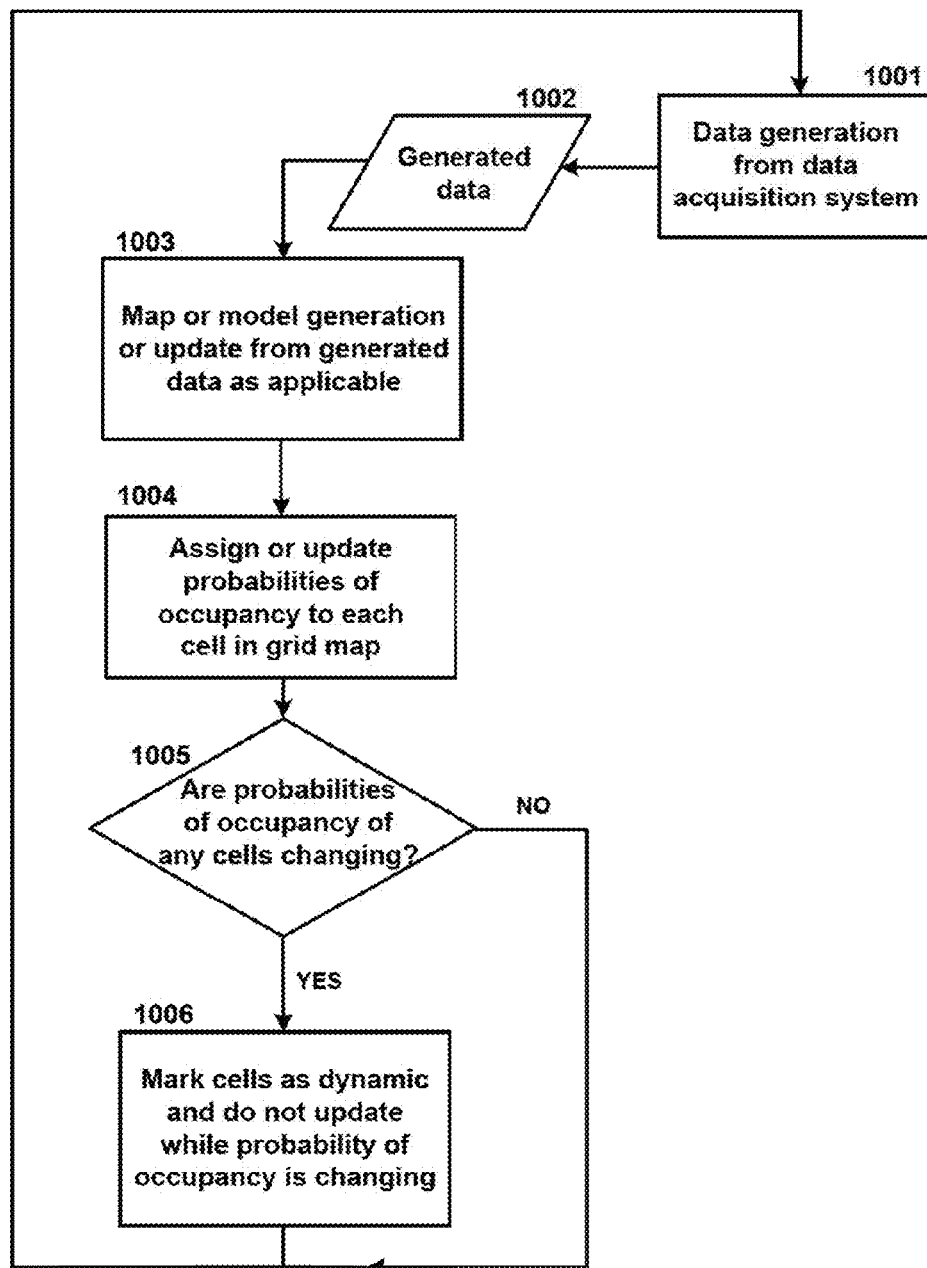 1001
Data generation
from data
acquisition system
1002
Generated
data
1003
Map or model generation
or update from generated
data as applicable
1004
Assign or update
probabilities of
occupancy to each
cell in grid map
1005
Are probabilities
of occupancy of
any cells changing?
NO
YES
1006
Mark cells as dynamic
and do not update
while probability of
occupancy is changing